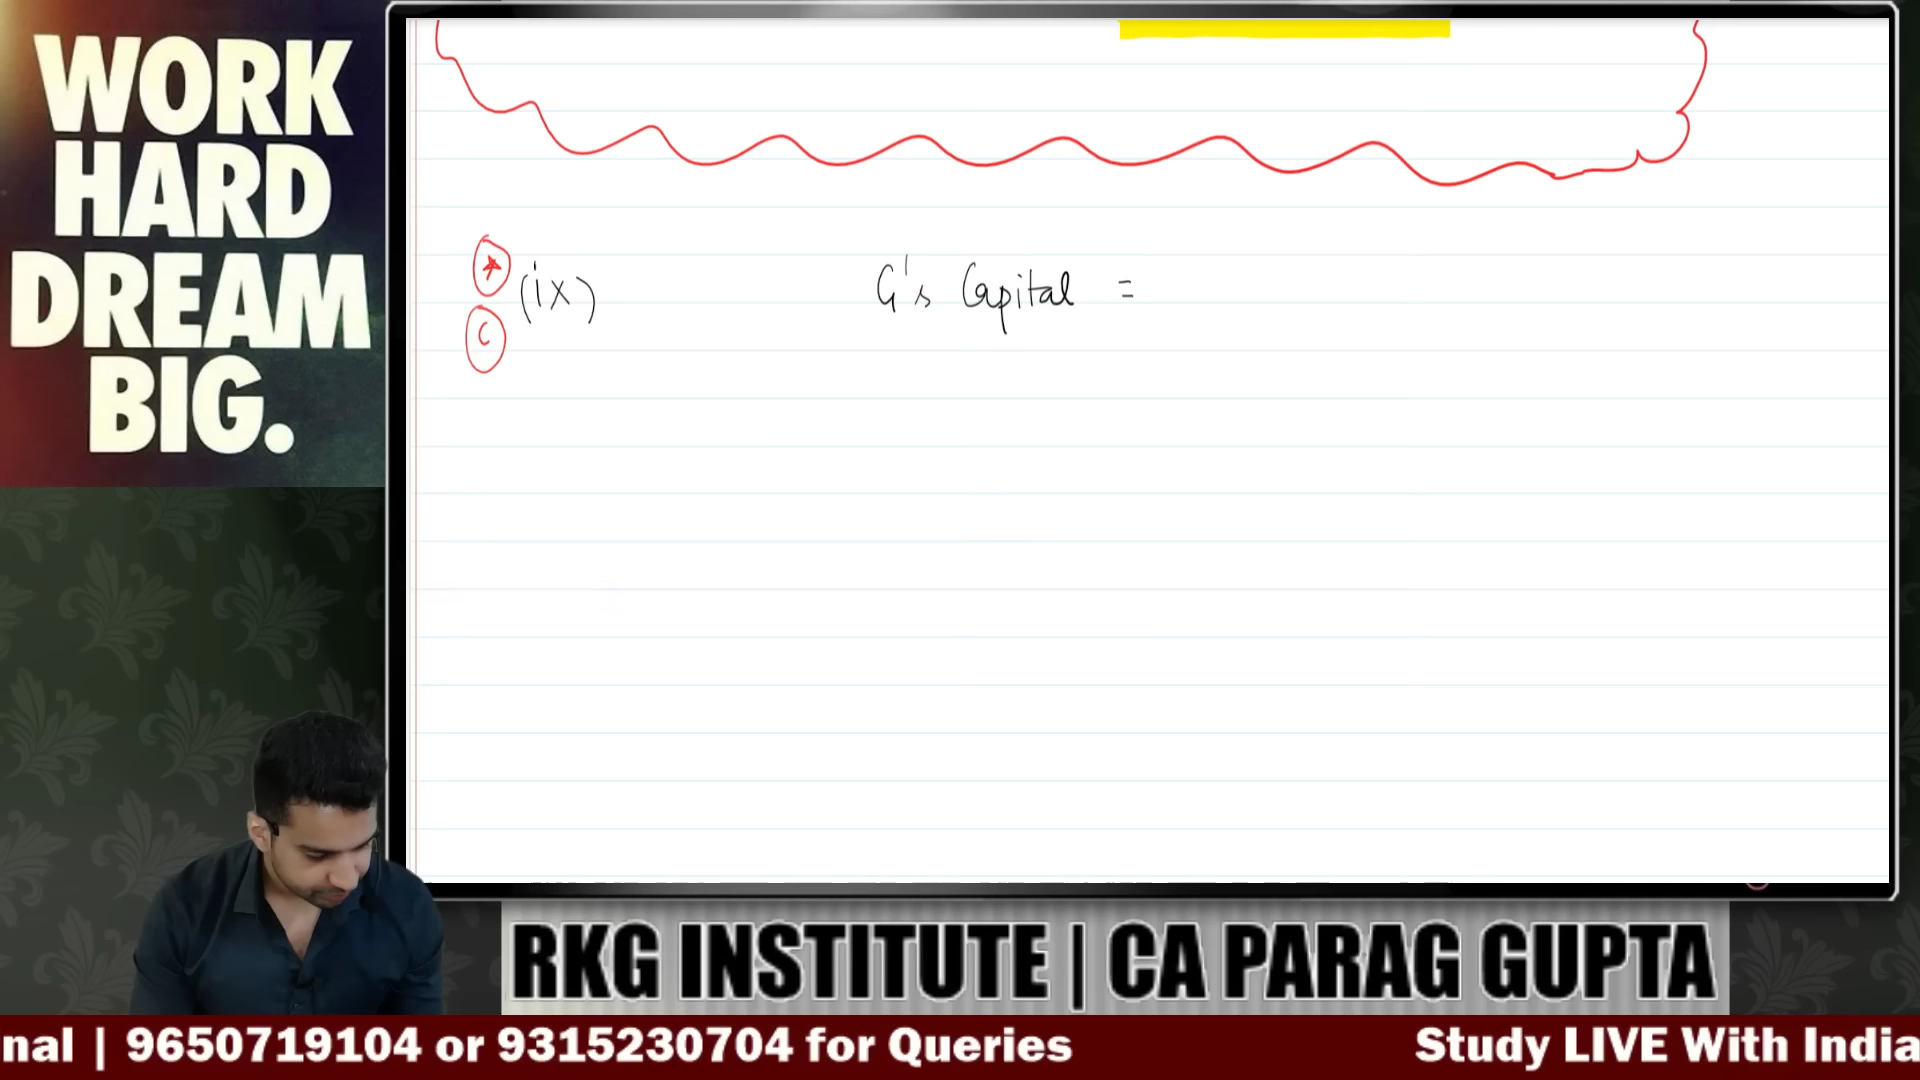 WORK
HARD
DREAM
BIG.
(ix) G's Capital =
C
RKG INSTITUTE | CA PARAG GUPTA
nal | 9650719104 or 9315230704 for Queries Study LIVE With India